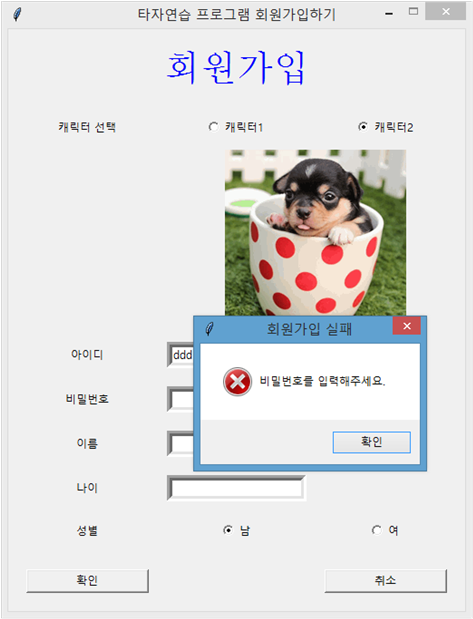 타자연습 프로그램 회원가입하기
회원가입
캐릭터 선택 캐릭터1 캐릭터2
회원가입 실패
아이디 ddd
비밀번호를 입력해주세요.
비밀번호
이름
확인
나이
성별 남 여
확인 취소